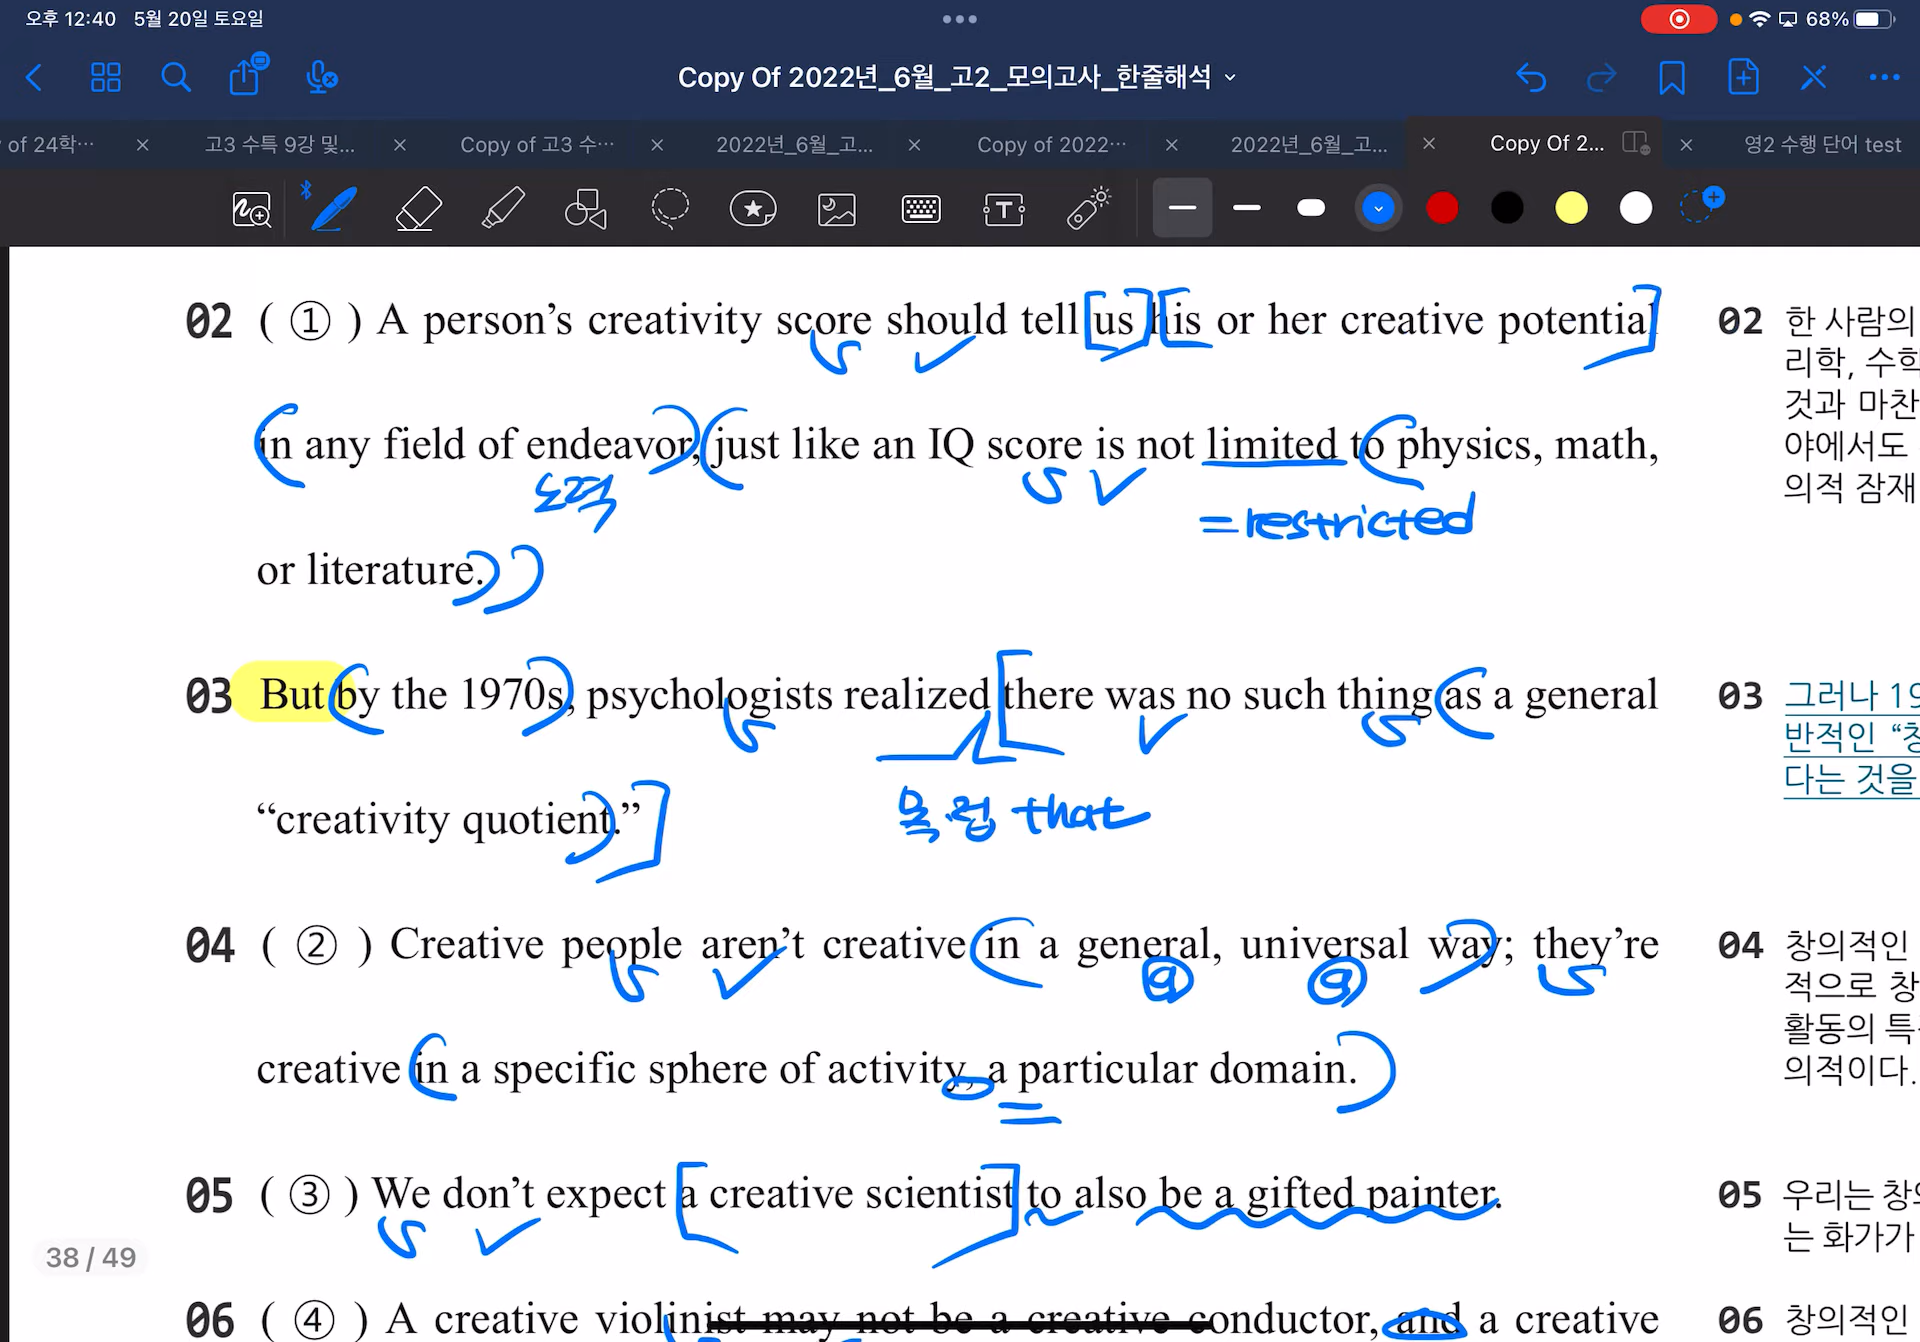 오후 12:40 5월 20일 토요일
68%
Copy Of 2022년_6월_고2_모의고사_한줄해석
of 24학···
고3 수특 9강 및...
Copy of 고3 수···
2022년_6월_고...
Copy of 2022···
2022년_6월_고...
Copy Of 2...
영2 수행 단어 test
02 ( ① ) A person’s creativity score should tell us his or her creative potential
in any field of endeavor, just like an IQ score is not limited to physics, math,
노력
=restricted
or literature.
03 But by the 1970s, psychologists realized there was no such thing as a general
“creativity quotient.”
목.접 that
04 ( ② ) Creative people aren’t creative in a general, universal way; they’re
ⓐ ⓐ
creative in a specific sphere of activity, a particular domain.
=
05 ( ③ ) We don’t expect a creative scientist to also be a gifted painter.
06 ( ④ ) A creative violinist may not be a creative conductor, and a creative
38 / 49
02 한 사람의
리학, 수학
것과 마찬
야에서도
의적 잠재
03 그러나 19
반적인 “창
다는 것을
04 창의적인
적으로 창
활동의 특
의적이다.
05 우리는 창의
는 화가가
06 창의적인